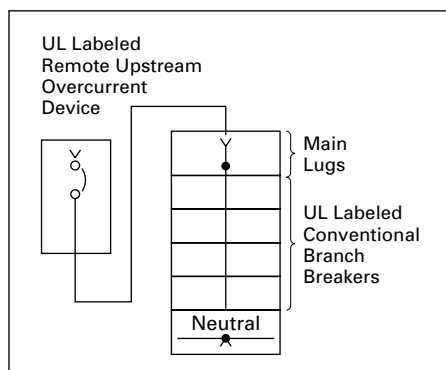 UL Labeled
Remote Upstream
Overcurrent
Device
Main
Lugs
UL Labeled
Conventional
Branch
Breakers
Neutral